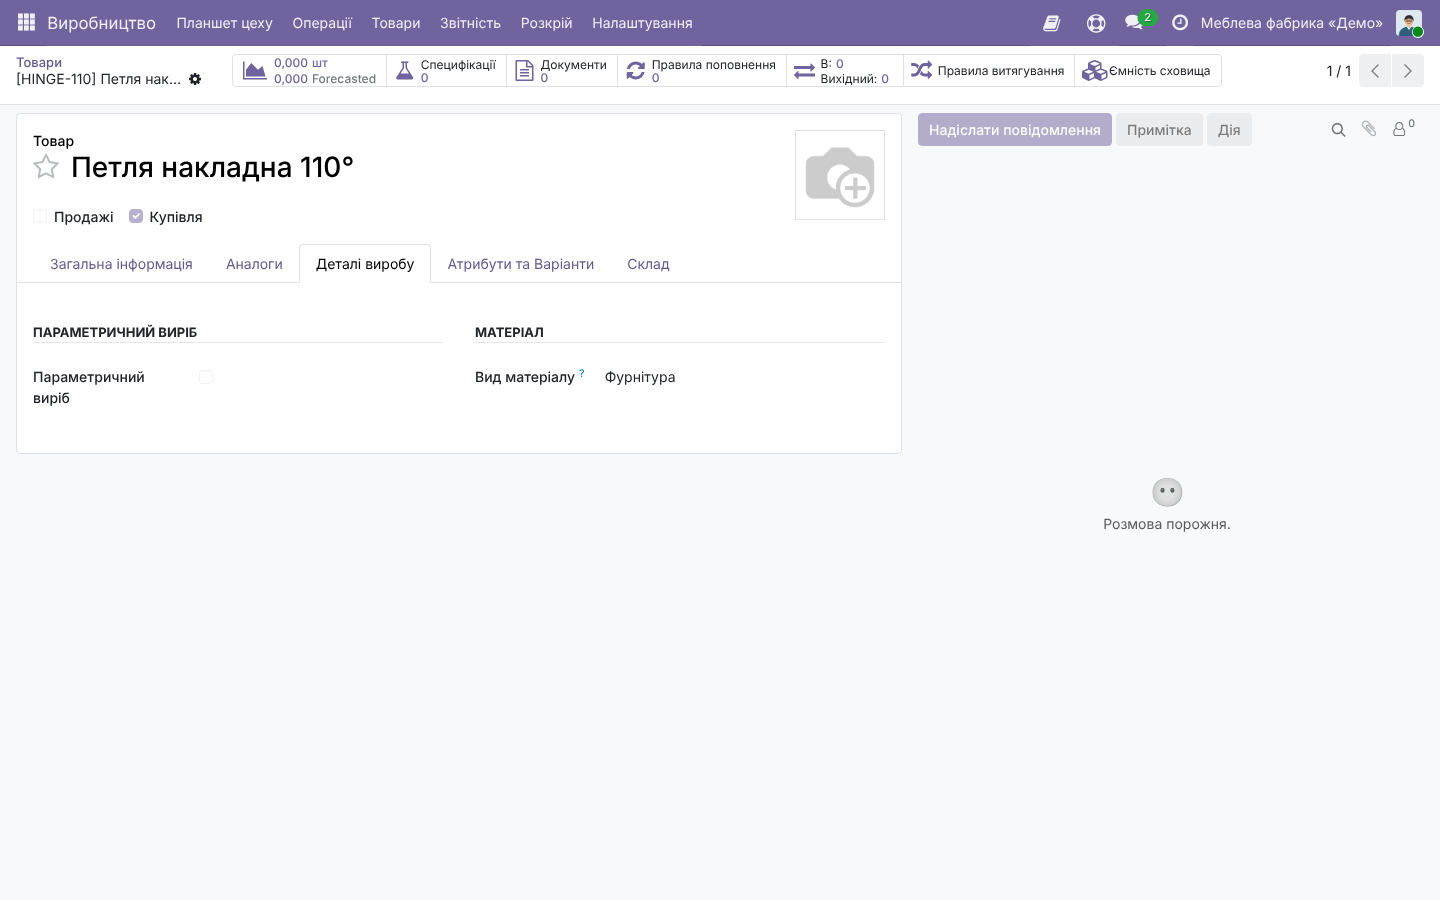 Виробництво Планшет цеху Операції Товари Звітність Розкрій Налаштування 2 Меблева фабрика «Демо»
Товари
[HINGE-110] Петля нак...
0,000 шт
0,000 Forecasted
Специфікації
0
Документи
0
Правила поповнення
0
В: 0
Вихідний: 0
Правила витягування
Ємність сховища
1 / 1
Товар
Петля накладна 110°
Продажі Купівля
Загальна інформація Аналоги Деталі виробу Атрибути та Варіанти Склад
ПАРАМЕТРИЧНИЙ ВИРІБ
Параметричний
виріб
МАТЕРІАЛ
Вид матеріалу ? Фурнітура
Надіслати повідомлення Примітка Дія 0
Розмова порожня.